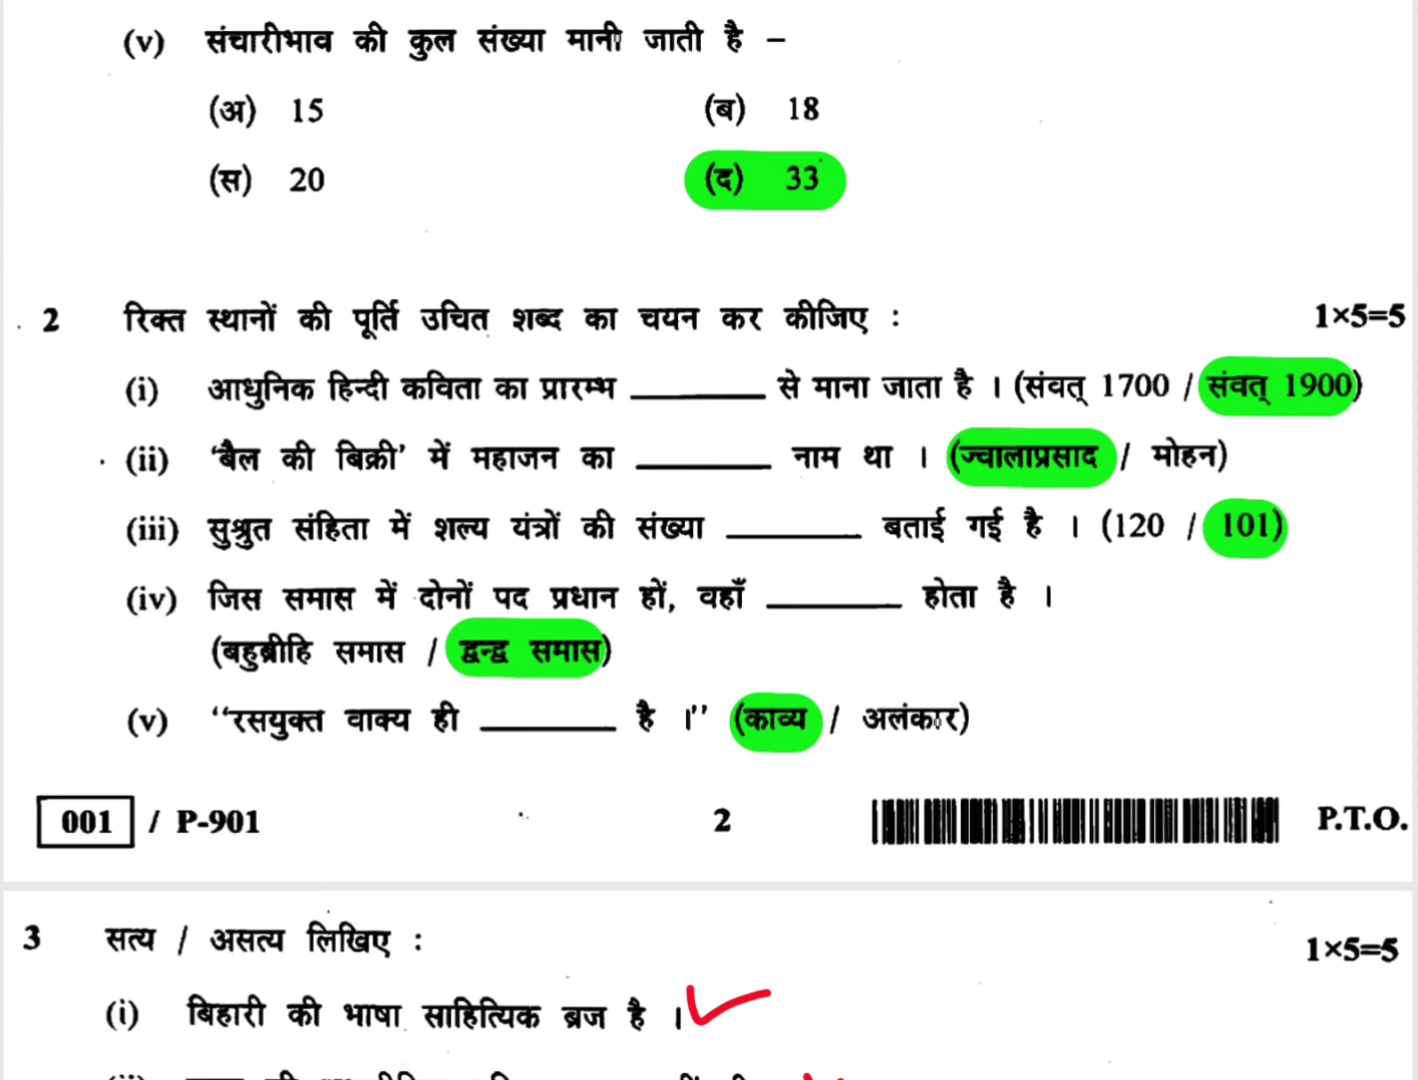 (v) संचारीभाव की कुल संख्या मानी जाती है –
(अ) 15 (ब) 18
(स) 20 (द) 33
2 रिक्त स्थानों की पूर्ति उचित शब्द का चयन कर कीजिए : 1×5=5
(i) आधुनिक हिन्दी कविता का प्रारम्भ ________ से माना जाता है । (संवत् 1700 / संवत् 1900)
(ii) ‘बैल की बिक्री’ में महाजन का ________ नाम था । (ज्वालाप्रसाद / मोहन)
(iii) सुश्रुत संहिता में शल्य यंत्रों की संख्या ________ बताई गई है । (120 / 101)
(iv) जिस समास में दोनों पद प्रधान हों, वहाँ ________ होता है ।
(बहुब्रीहि समास / द्वन्द्व समास)
(v) “रसयुक्त वाक्य ही ________ है ।” (काव्य / अलंकार)
001 / P-901 2 P.T.O.
3 सत्य / असत्य लिखिए : 1×5=5
(i) बिहारी की भाषा साहित्यिक ब्रज है ।